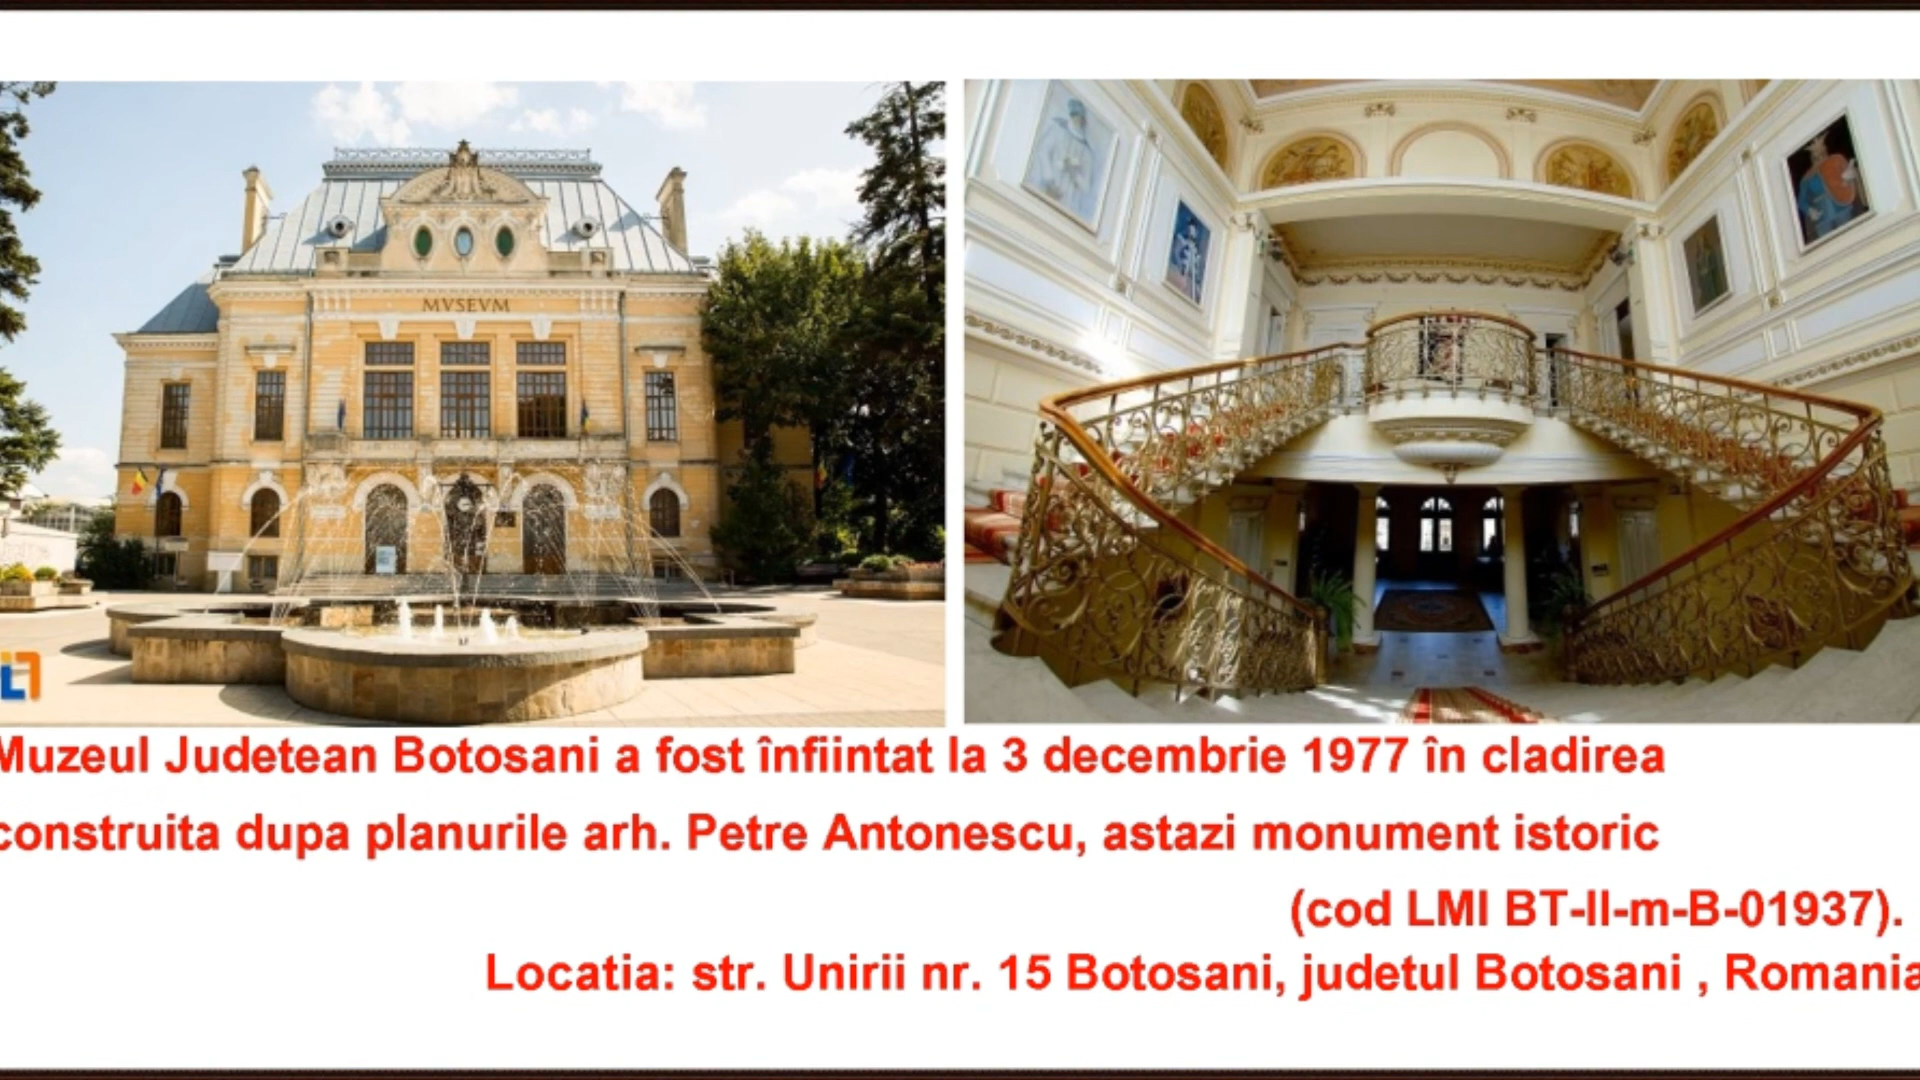 MVSEVM
Muzeul Judetean Botosani a fost înfiintat la 3 decembrie 1977 în cladirea
construita dupa planurile arh. Petre Antonescu, astazi monument istoric
(cod LMI BT-II-m-B-01937).
Locatia: str. Unirii nr. 15 Botosani, judetul Botosani , Romania